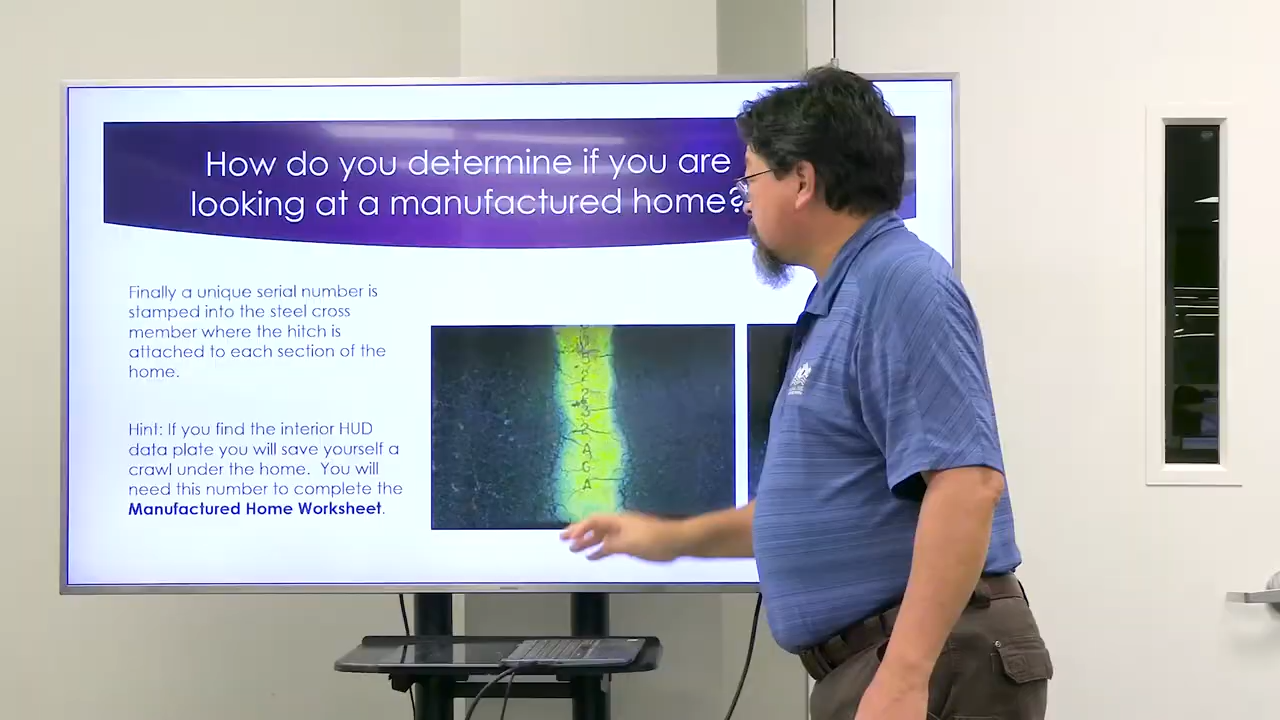 How do you determine if you are
looking at a manufactured home?
Finally a unique serial number is
stamped into the steel cross
member where the hitch is
attached to each section of the
home.
Hint: If you find the interior HUD
data plate you will save yourself a
crawl under the home. You will
need this number to complete the
Manufactured Home Worksheet.